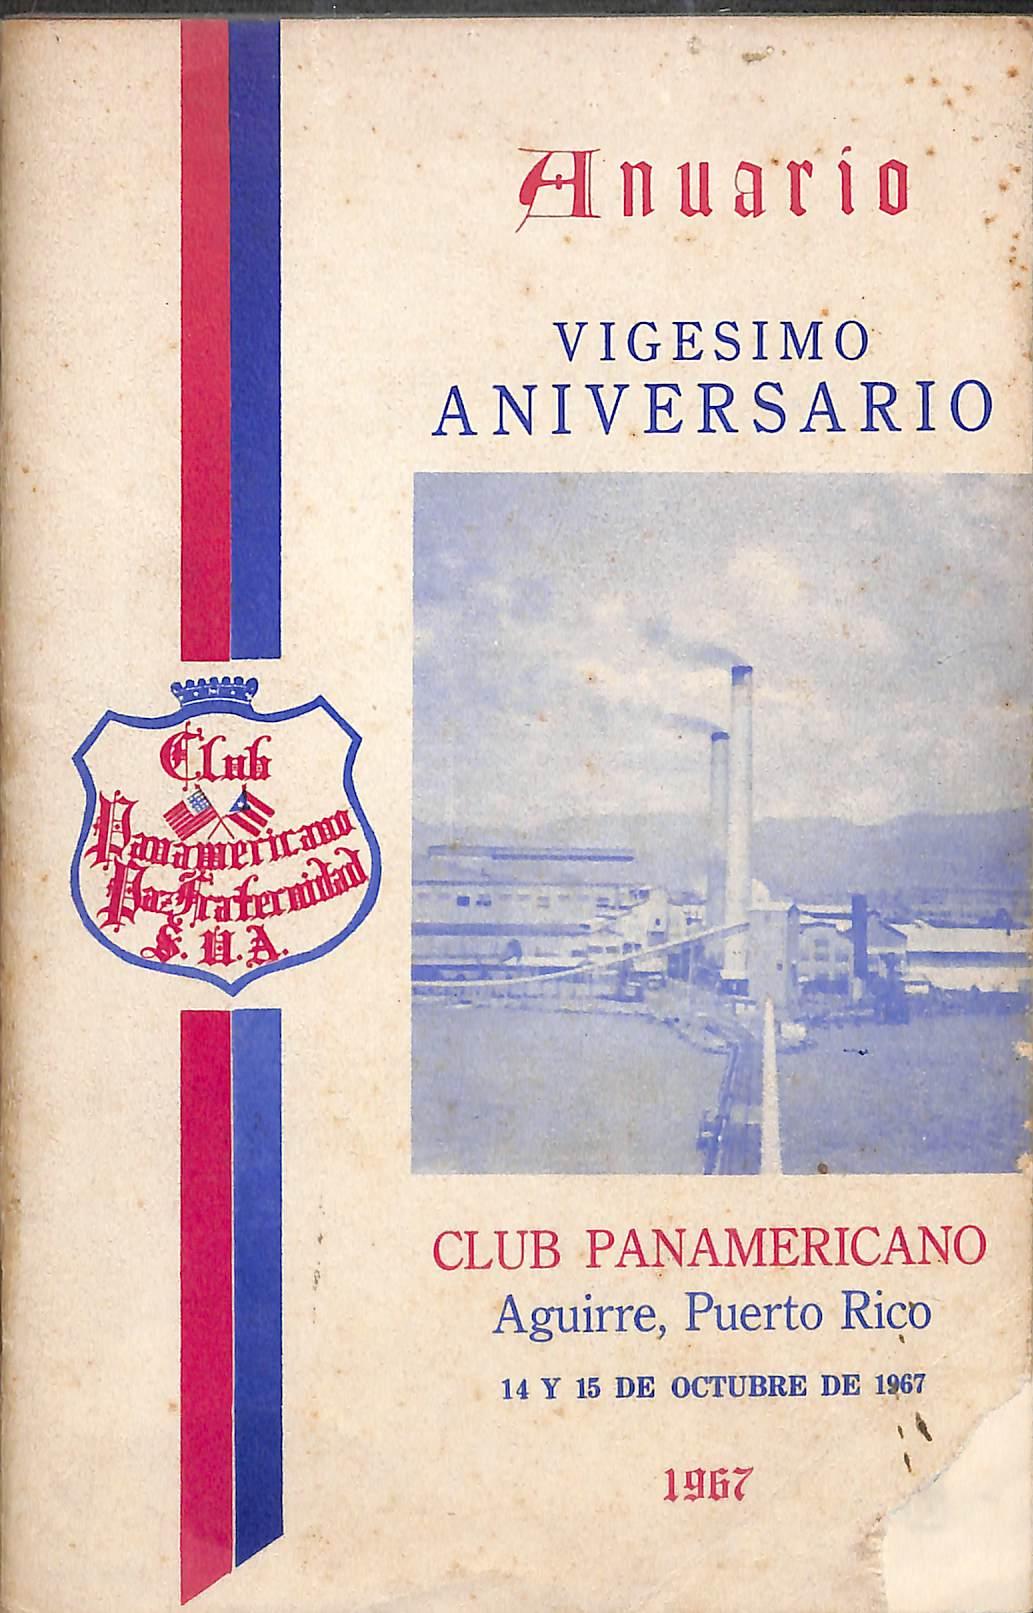 Anuario
VIGESIMO
ANIVERSARIO
Club
Panamericano
Paz y Fraternidad
S. U. A.
CLUB PANAMERICANO
Aguirre, Puerto Rico
14 Y 15 DE OCTUBRE DE 1967
1967